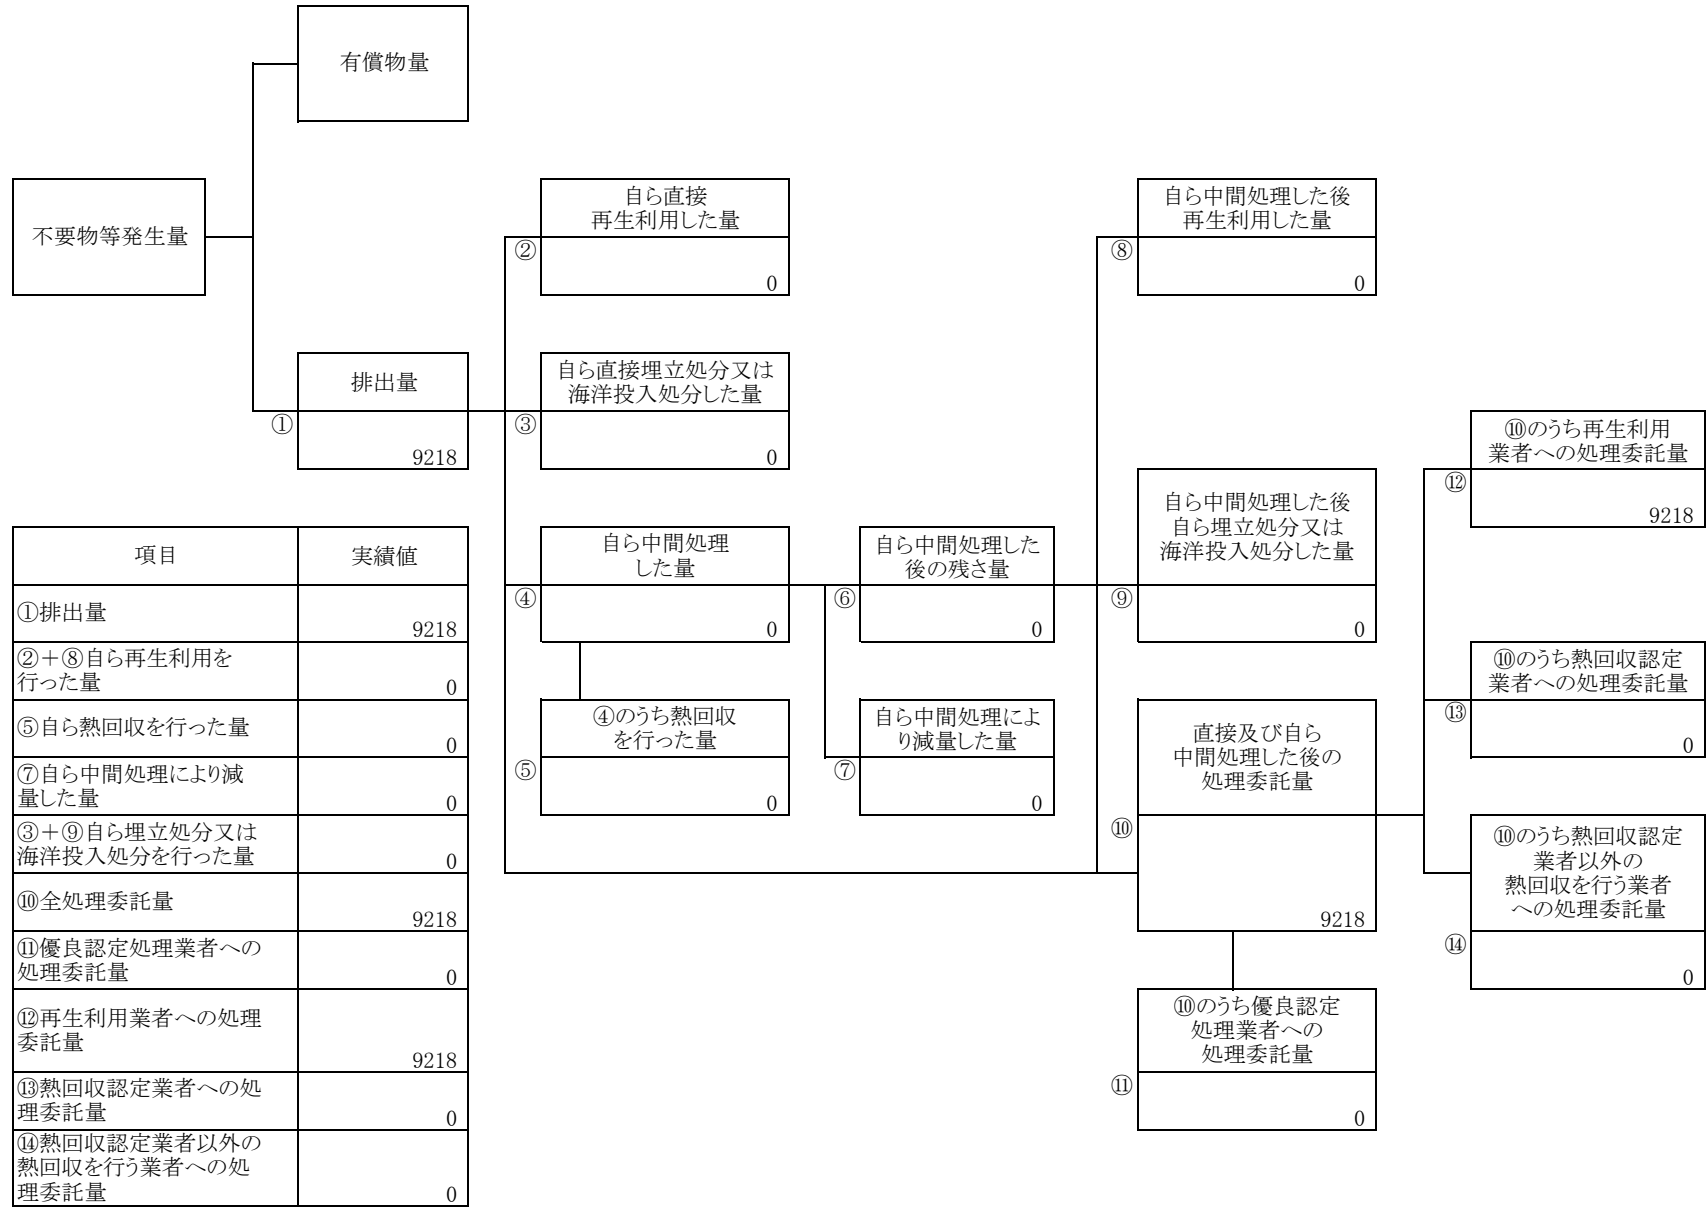 有償物量
不要物等発生量
排出量
①
9218
自ら直接
再生利用した量
②
0
自ら直接埋立処分又は
海洋投入処分した量
③
0
自ら中間処理
した量
④
0
④のうち熱回収
を行った量
⑤
0
自ら中間処理した
後の残さ量
⑥
0
自ら中間処理によ
り減量した量
⑦
0
自ら中間処理した後
再生利用した量
⑧
0
自ら中間処理した後
自ら埋立処分又は
海洋投入処分した量
⑨
0
直接及び自ら
中間処理した後の
処理委託量
⑩
9218
⑩のうち優良認定
処理業者への
処理委託量
⑪
0
⑩のうち再生利用
業者への処理委託量
⑫
9218
⑩のうち熱回収認定
業者への処理委託量
⑬
0
⑩のうち熱回収認定
業者以外の
熱回収を行う業者
への処理委託量
⑭
0
項目 実績値
①排出量
9218
②＋⑧自ら再生利用を
行った量
0
⑤自ら熱回収を行った量
0
⑦自ら中間処理により減
量した量
0
③＋⑨自ら埋立処分又は
海洋投入処分を行った量
0
⑩全処理委託量
9218
⑪優良認定処理業者への
処理委託量
0
⑫再生利用業者への処理
委託量
9218
⑬熱回収認定業者への処
理委託量
0
⑭熱回収認定業者以外の
熱回収を行う業者への処
理委託量
0